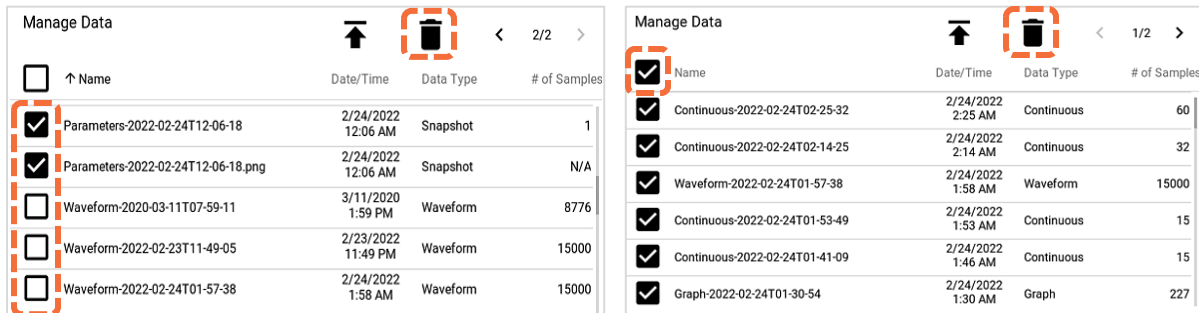 Manage Data
2/2
↑ Name Date/Time Data Type # of Samples
Parameters-2022-02-24T12-06-18 2/24/2022 12:06 AM Snapshot 1
Parameters-2022-02-24T12-06-18.png 2/24/2022 12:06 AM Snapshot N/A
Waveform-2020-03-11T07-59-11 3/11/2020 1:59 PM Waveform 8776
Waveform-2022-02-23T11-49-05 2/23/2022 11:49 PM Waveform 15000
Waveform-2022-02-24T01-57-38 2/24/2022 1:58 AM Waveform 15000
Manage Data
1/2
Name Date/Time Data Type # of Samples
Continuous-2022-02-24T02-25-32 2/24/2022 2:25 AM Continuous 60
Continuous-2022-02-24T02-14-25 2/24/2022 2:14 AM Continuous 32
Waveform-2022-02-24T01-57-38 2/24/2022 1:58 AM Waveform 15000
Continuous-2022-02-24T01-53-49 2/24/2022 1:53 AM Continuous 15
Continuous-2022-02-24T01-41-09 2/24/2022 1:46 AM Continuous 15
Graph-2022-02-24T01-30-54 2/24/2022 1:30 AM Graph 227